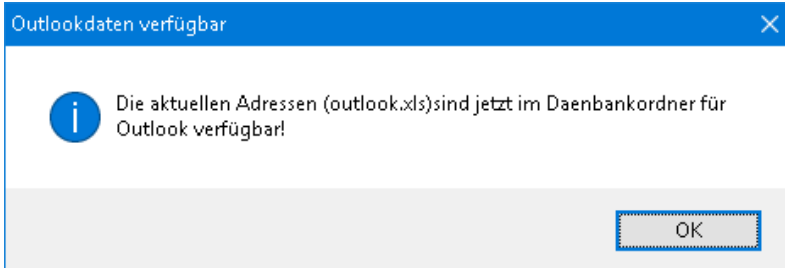 Outlookdaten verfügbar
Die aktuellen Adressen (outlook.xls)sind jetzt im Daenbankordner für
Outlook verfügbar!
OK